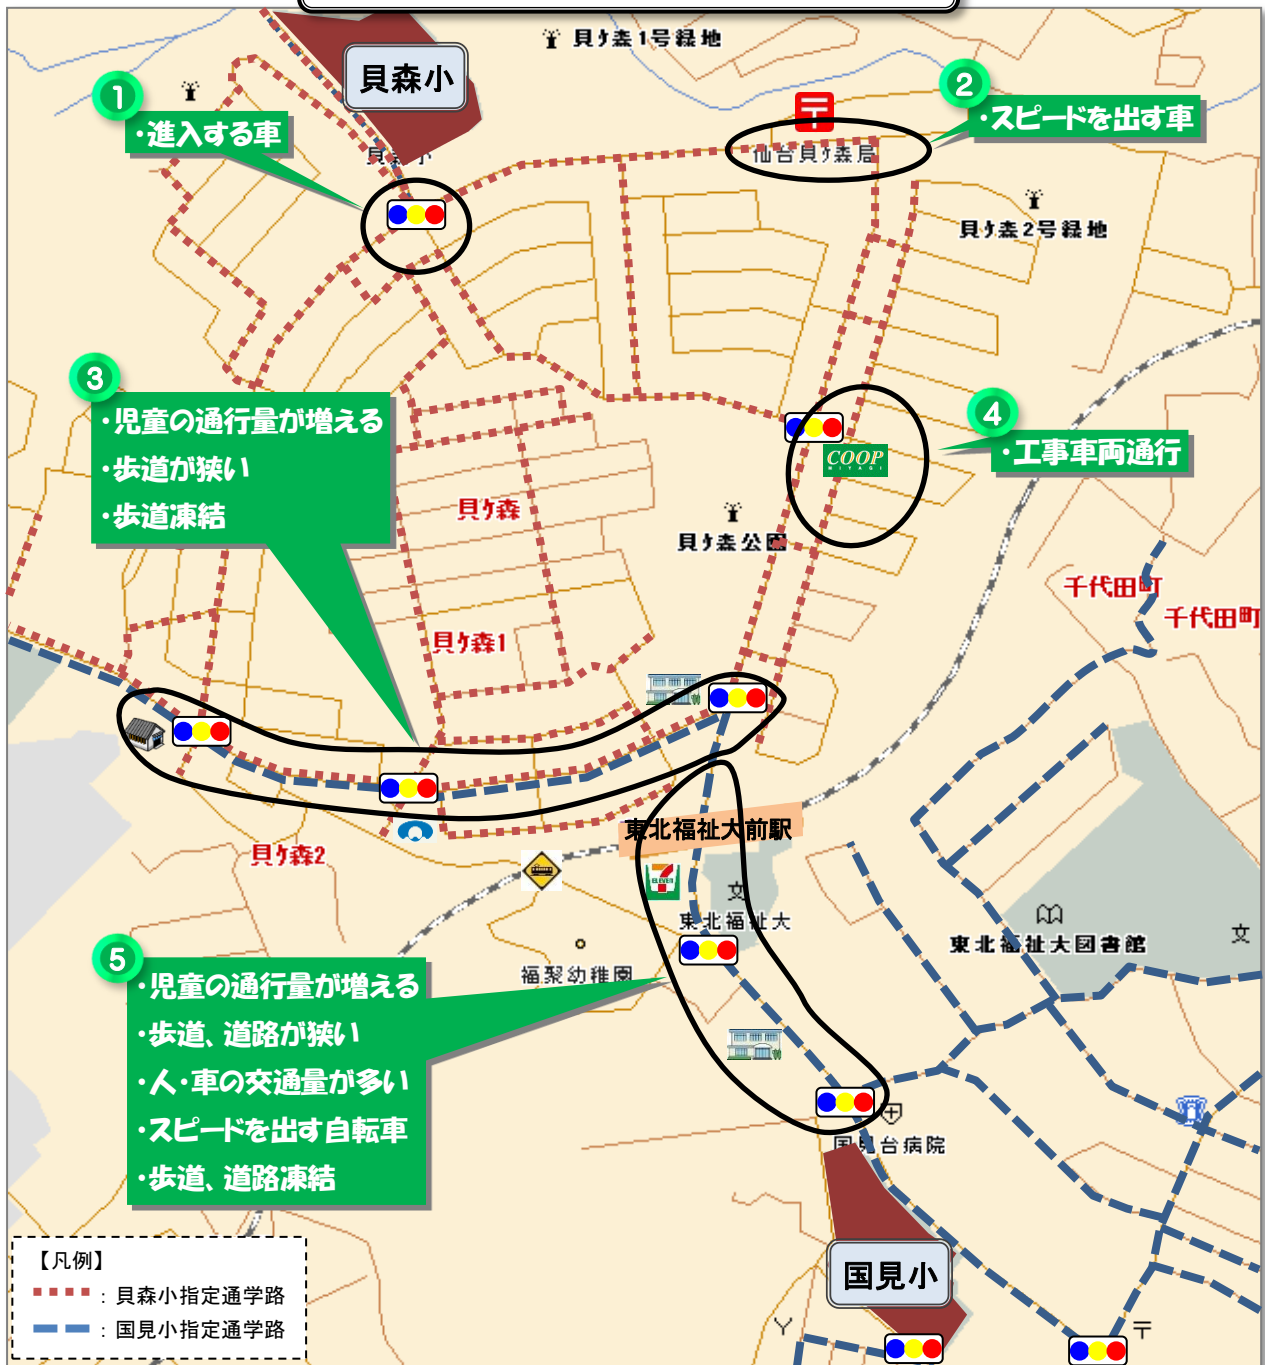 貝ヶ森1号緑地
貝森小
①
・進入する車
②
・スピードを出す車
仙台貝ヶ森局
貝ヶ森2号緑地
③
・児童の通行量が増える
・歩道が狭い
・歩道凍結
④
・工事車両通行
COOP
MIYAGI
貝ヶ森
貝ヶ森公園
千代田町
千代田町
貝ヶ森1
貝ヶ森2
東北福祉大前駅
7
ELEVEN
文
東北福祉大
東北福祉大図書館
文
福聚幼稚園
⑤
・児童の通行量が増える
・歩道、道路が狭い
・人・車の交通量が多い
・スピードを出す自転車
・歩道、道路凍結
国見台病院
国見小
【凡例】
：貝森小指定通学路
：国見小指定通学路